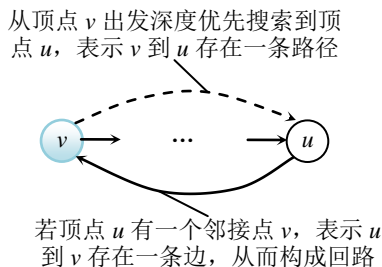 从顶点 v 出发深度优先搜索到顶
点 u，表示 v 到 u 存在一条路径
v
…
u
若顶点 u 有一个邻接点 v，表示 u
到 v 存在一条边，从而构成回路